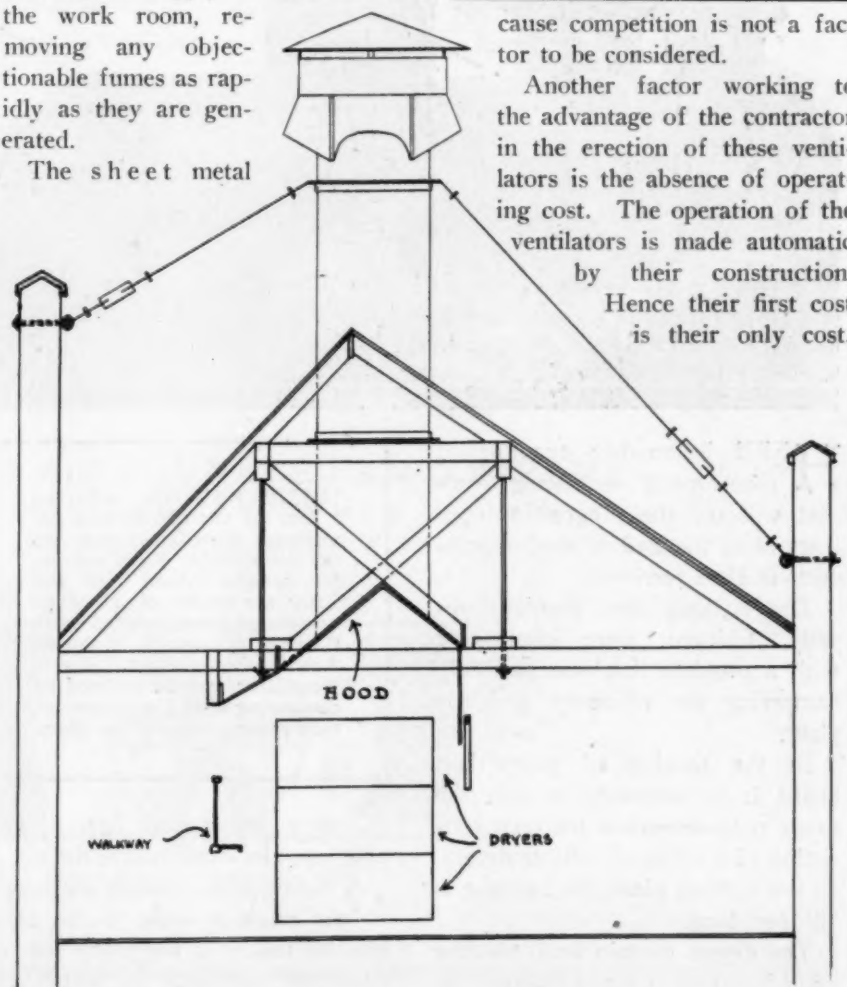 the work room, re-
moving any objec-
tionable fumes as rap-
idly as they are gen-
erated.
The sheet metal
cause competition is not a fac
tor to be considered.
Another factor working to
the advantage of the contractor
in the erection of these venti
lators is the absence of operat
ing cost. The operation of the
ventilators is made automatic
by their construction
Hence their first cost
is their only cost.
HOOD
WALKWAY
DRYERS